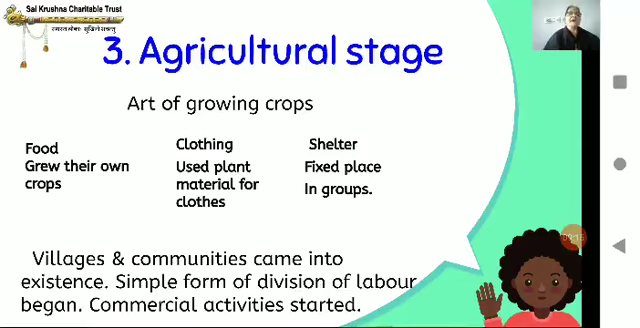 Sai Krushna Charitable Trust
3. Agricultural stage
Art of growing crops
Food
Grew their own
crops
Clothing
Used plant
material for
clothes
Shelter
Fixed place
In groups.
Villages & communities came into
existence. Simple form of division of labour
began. Commercial activities started.